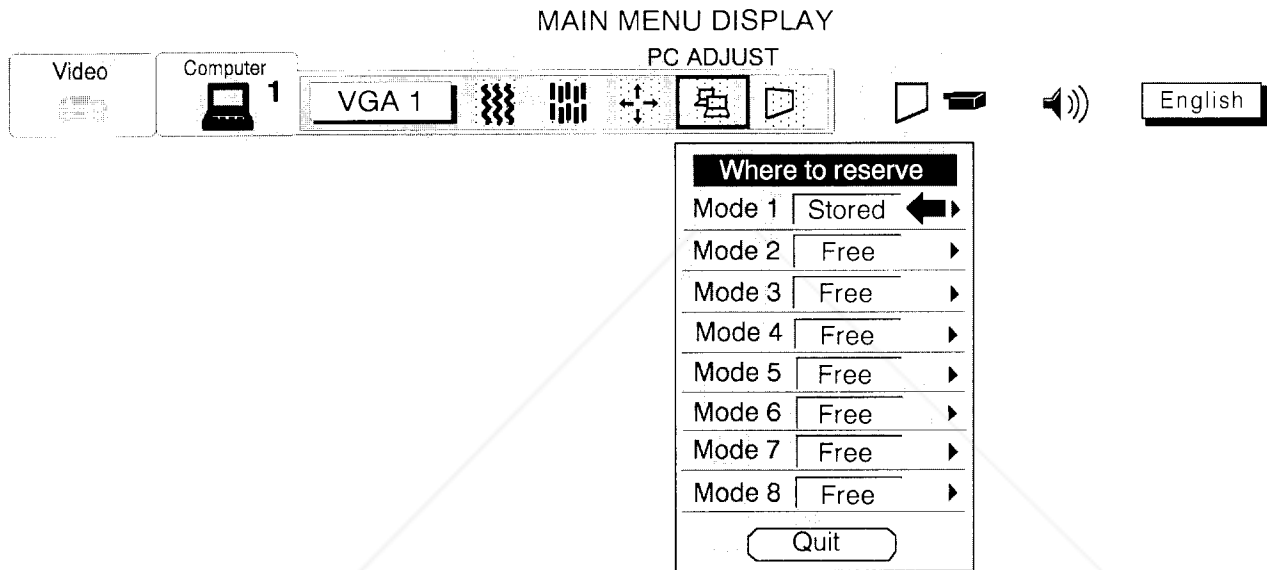 MAIN MENU DISPLAY
PC ADJUST
Video
Computer
1
VGA 1
English
Where to reserve
Mode 1 Stored
Mode 2 Free
Mode 3 Free
Mode 4 Free
Mode 5 Free
Mode 6 Free
Mode 7 Free
Mode 8 Free
Quit